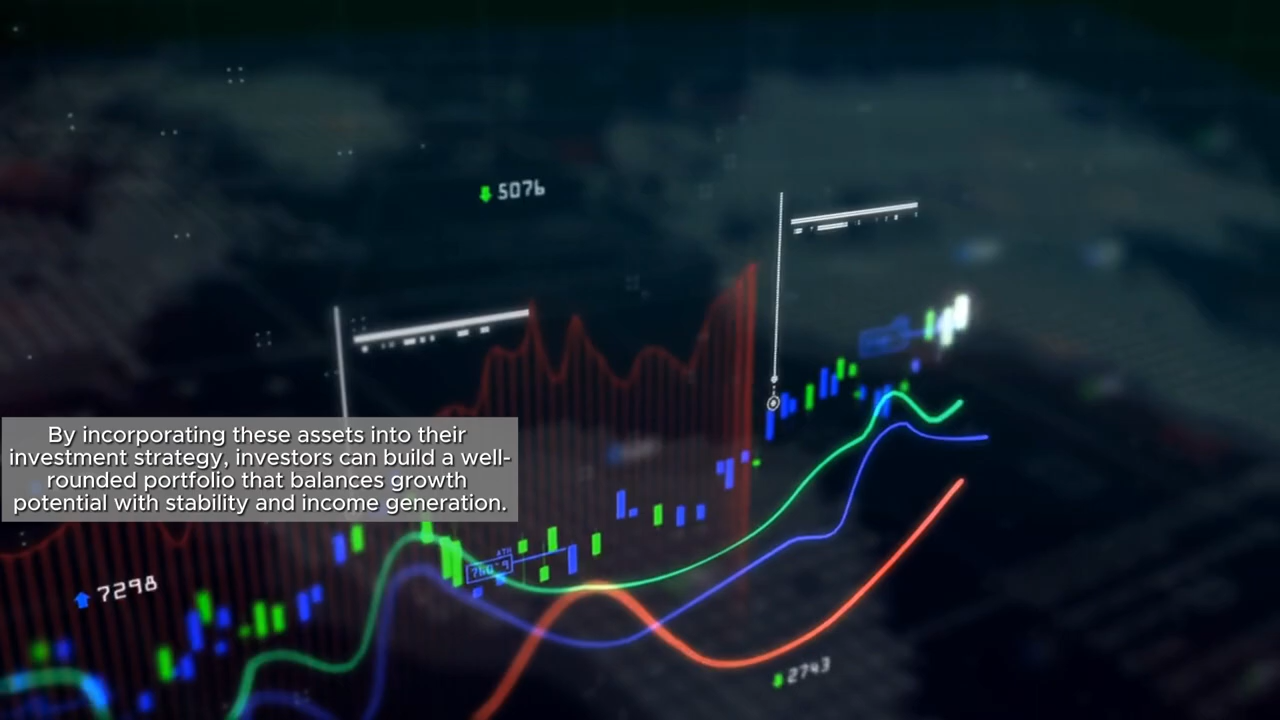 5076
By incorporating these assets into their
investment strategy, investors can build a well-
rounded portfolio that balances growth
potential with stability and income generation.
ATH
7298
2743